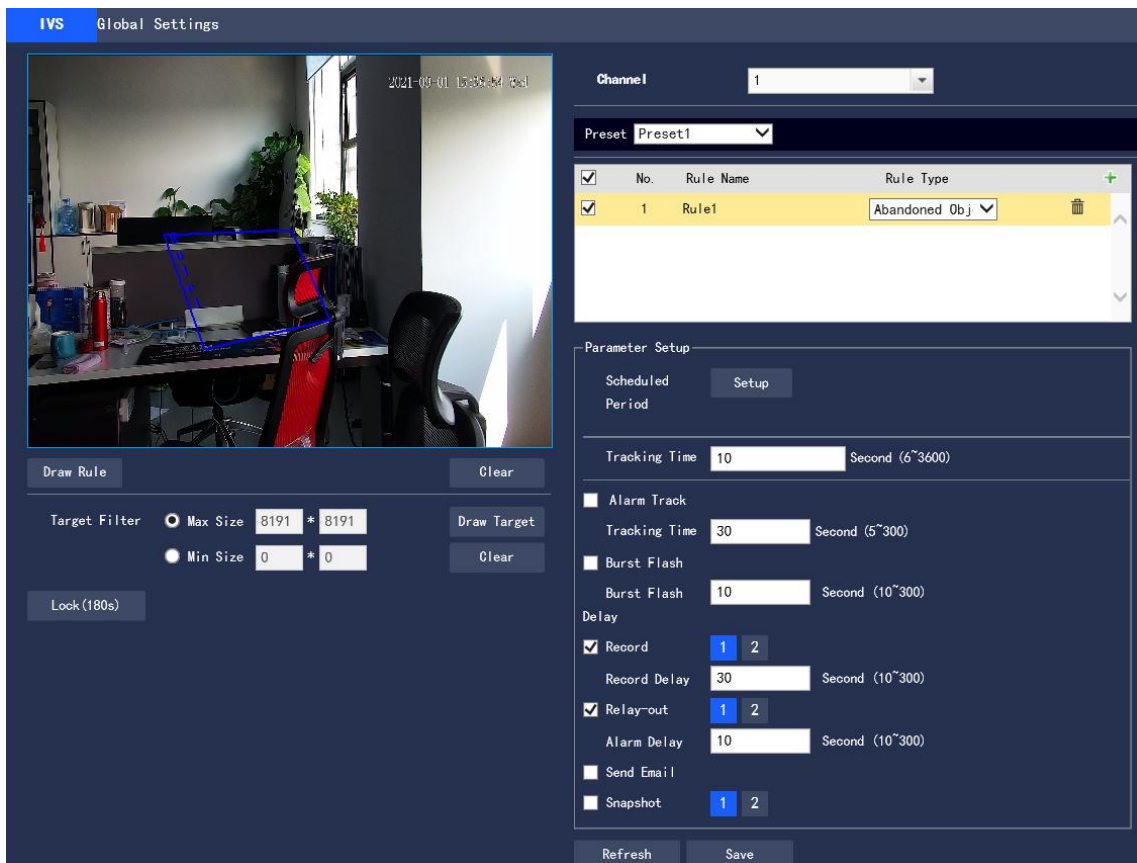 IVS Global Settings
2021-09-01 Wed
Channel 1
Preset Preset1
No. Rule Name Rule Type +
1 Rule1 Abandoned Obj
Parameter Setup
Scheduled Period Setup
Tracking Time 10 Second (6~3600)
Alarm Track
Tracking Time 30 Second (5~300)
Burst Flash
Burst Flash Delay 10 Second (10~300)
Record 1 2
Record Delay 30 Second (10~300)
Relay-out 1 2
Alarm Delay 10 Second (10~300)
Send Email
Snapshot 1 2
Refresh Save
Draw Rule Clear
Target Filter Max Size 8191 * 8191 Draw Target
Min Size 0 * 0 Clear
Lock(180s)